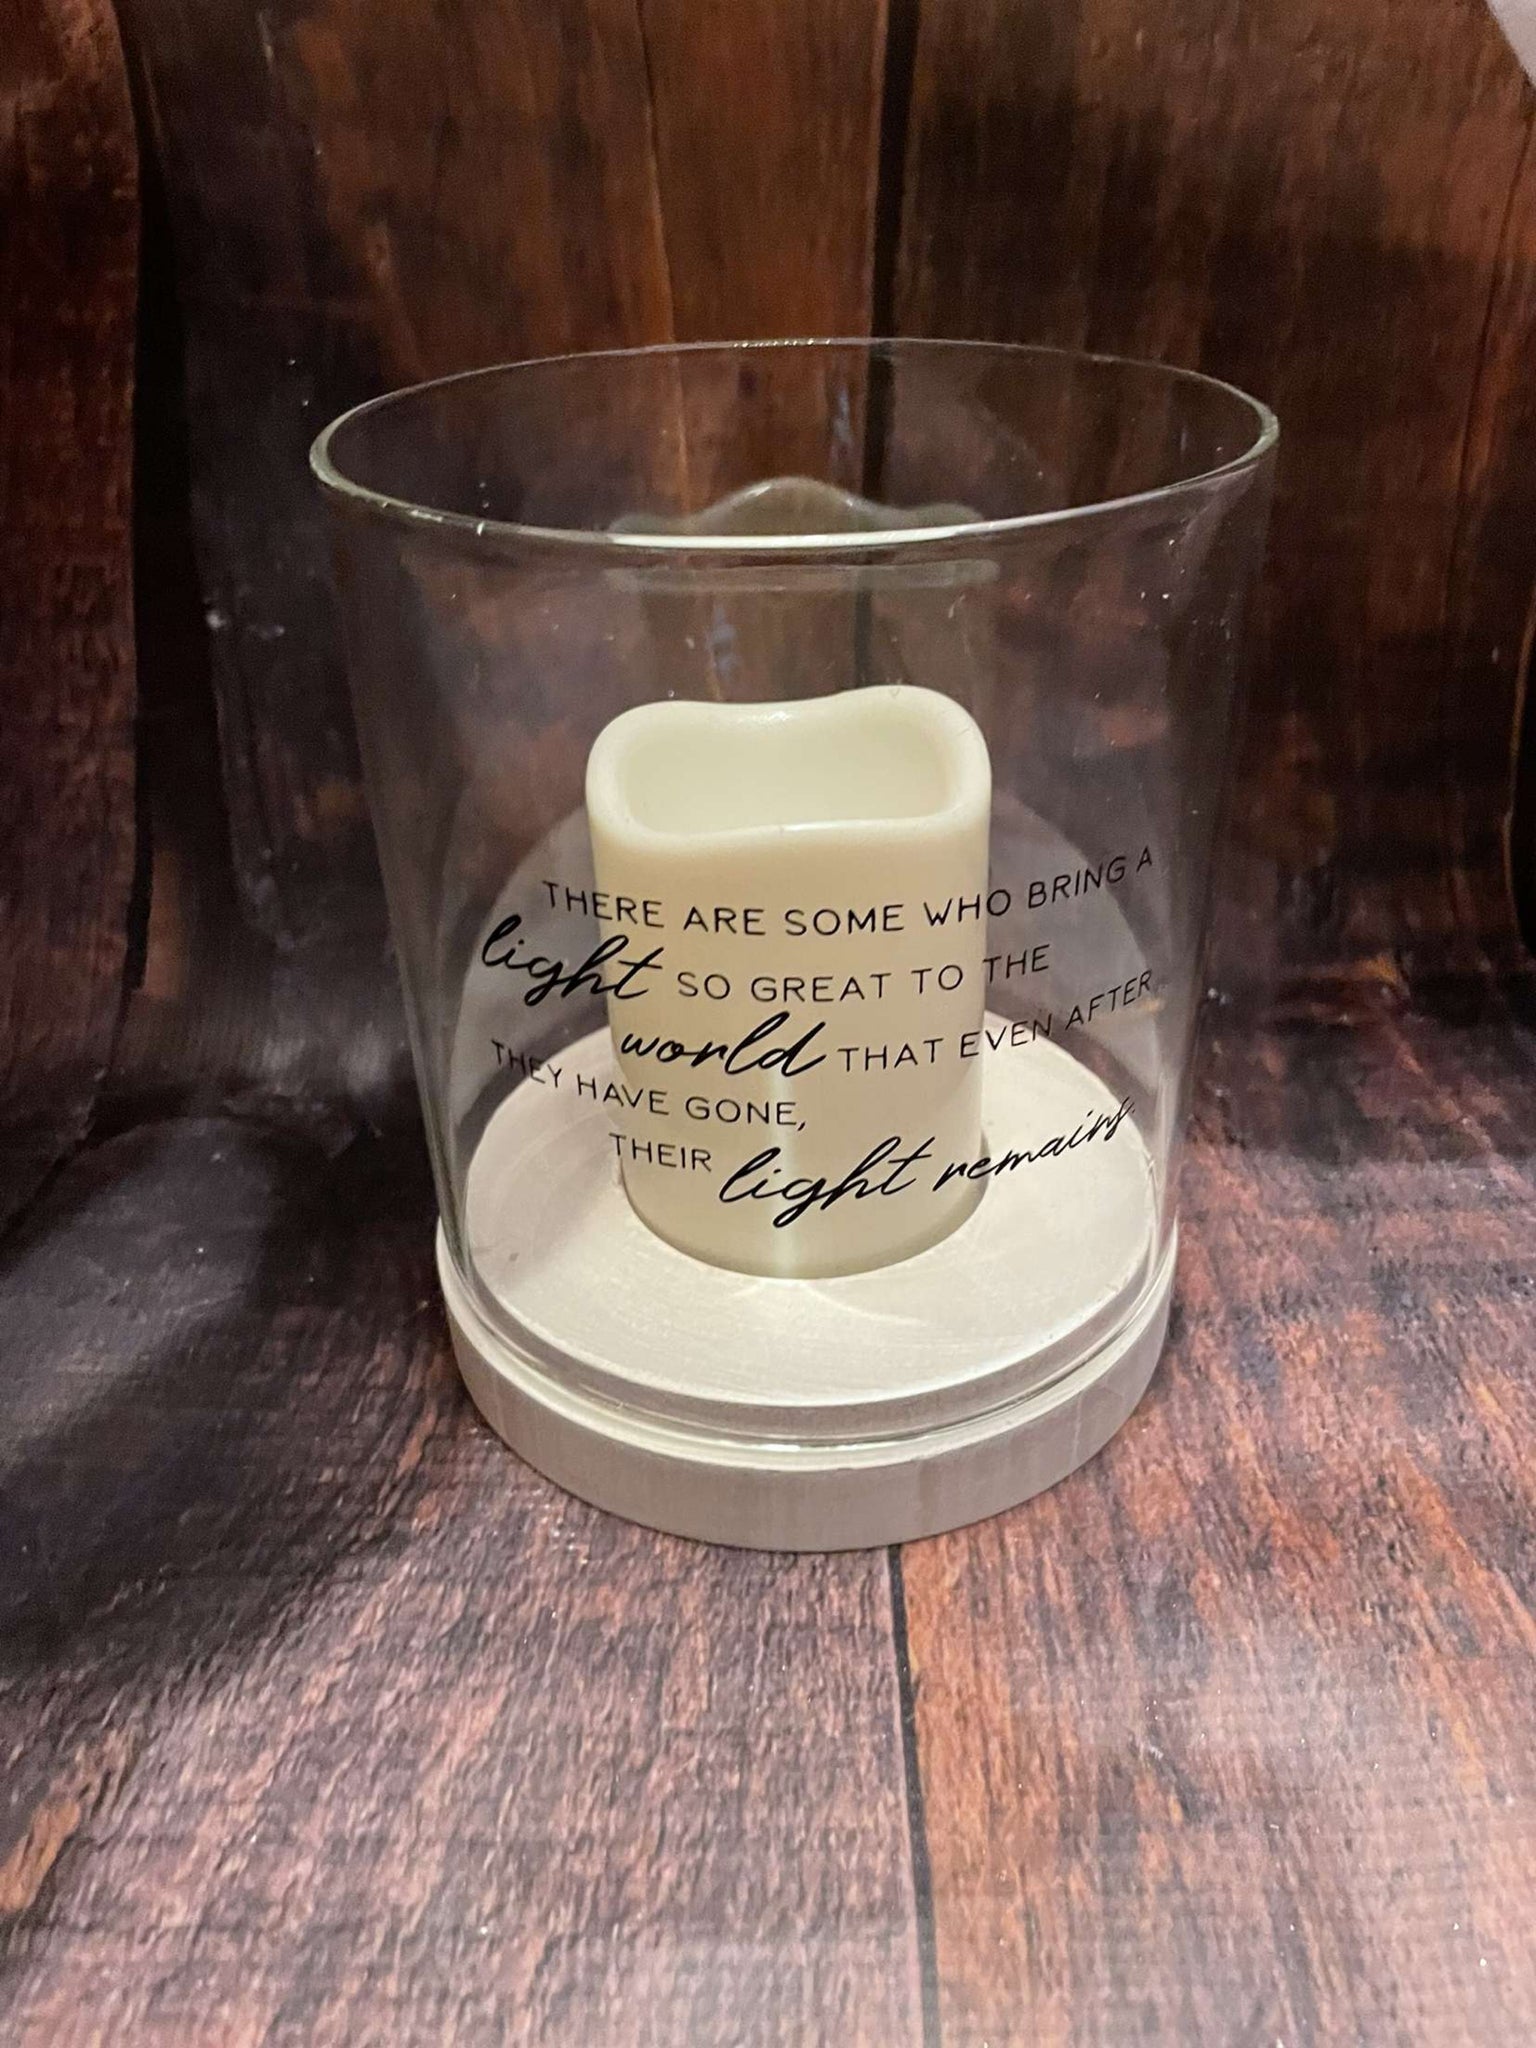 THERE ARE SOME WHO BRING A
light SO GREAT TO THE
world THAT EVEN AFTER
THEY HAVE GONE,
THEIR light remains.